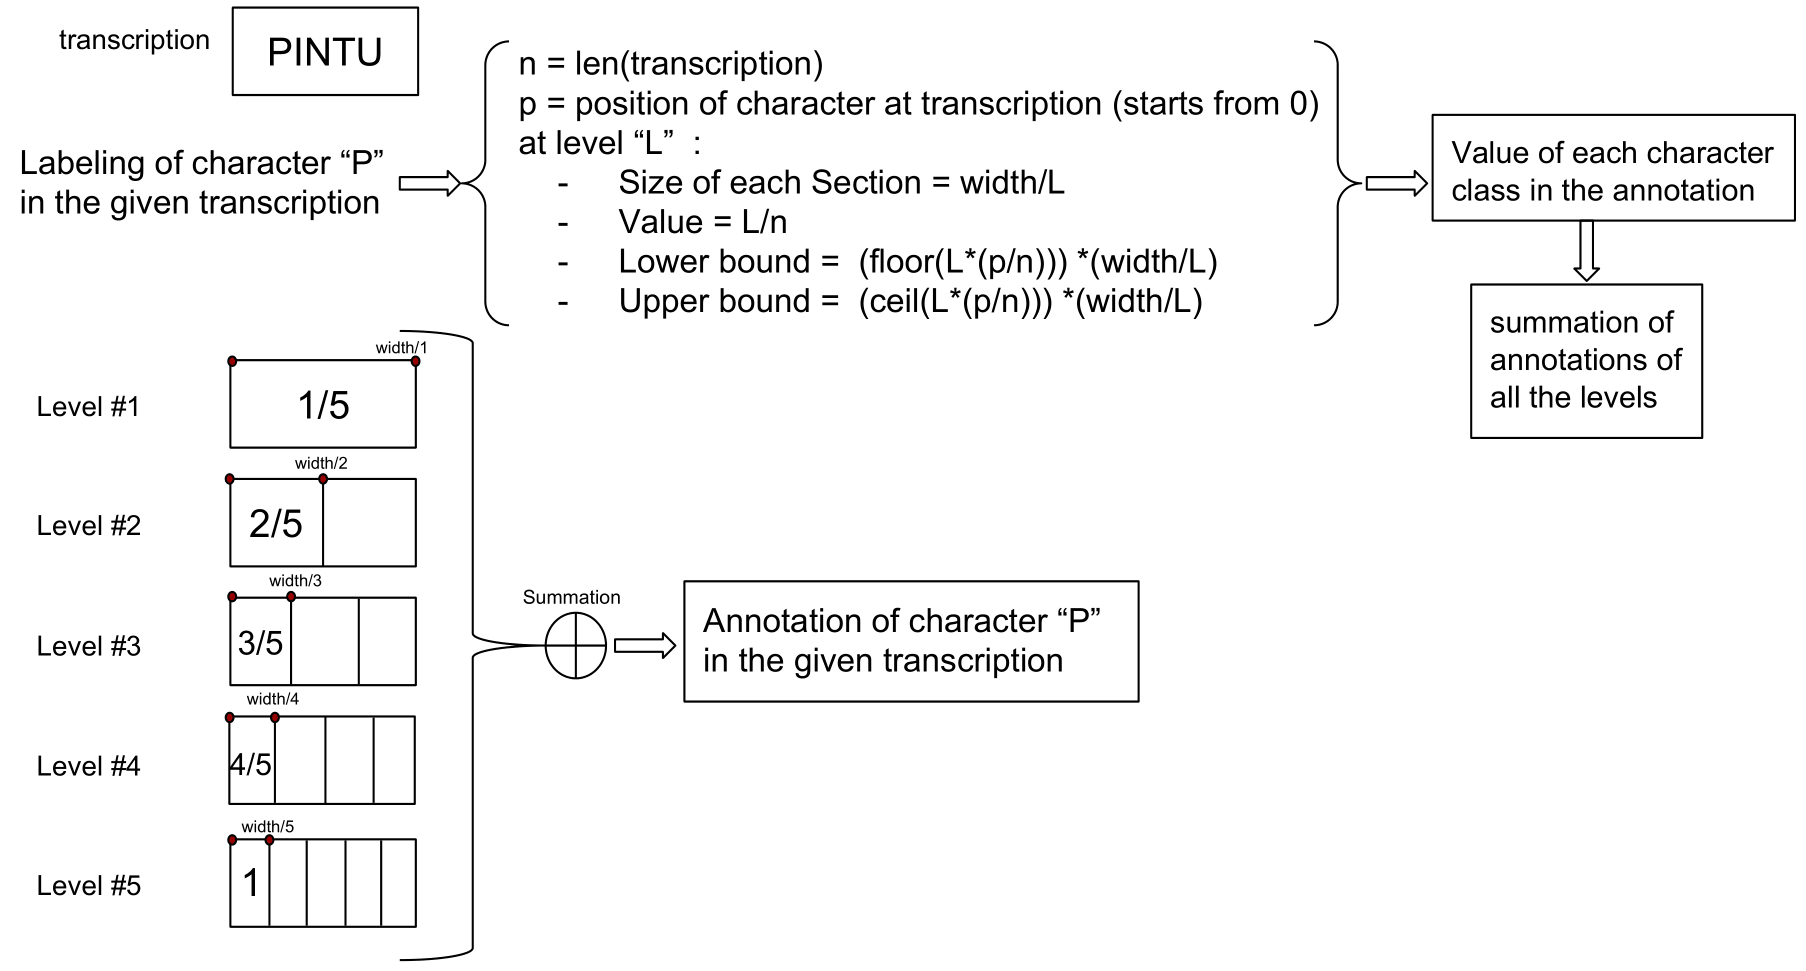 transcription
PINTU
Labeling of character “P”
in the given transcription
n = len(transcription)
p = position of character at transcription (starts from 0)
at level “L” :
- Size of each Section = width/L
- Value = L/n
- Lower bound = (floor(L*(p/n))) *(width/L)
- Upper bound = (ceil(L*(p/n))) *(width/L)
Value of each character
class in the annotation
summation of
annotations of
all the levels
width/1
Level #1
1/5
width/2
Level #2
2/5
width/3
Level #3
3/5
width/4
Level #4
4/5
width/5
Level #5
1
Summation
Annotation of character “P”
in the given transcription